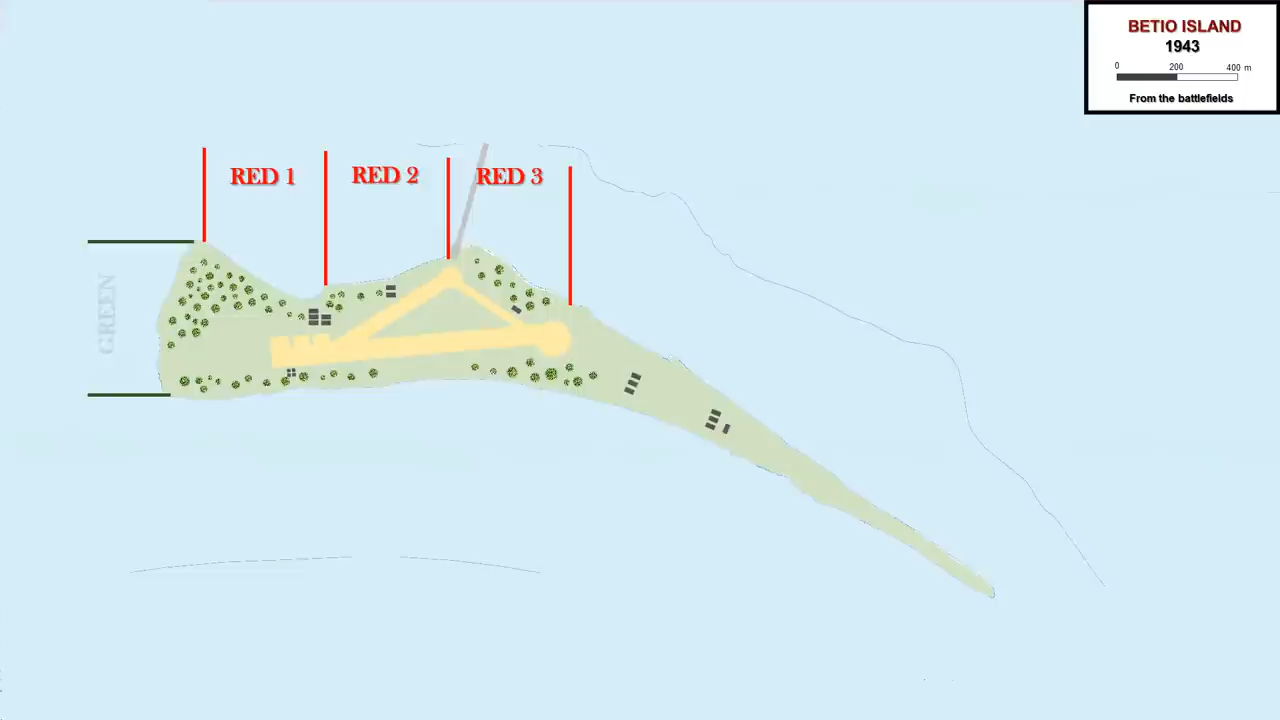 BETIO ISLAND
1943
0 200 400 m
From the battlefields
RED 1 RED 2 RED 3
GREEN